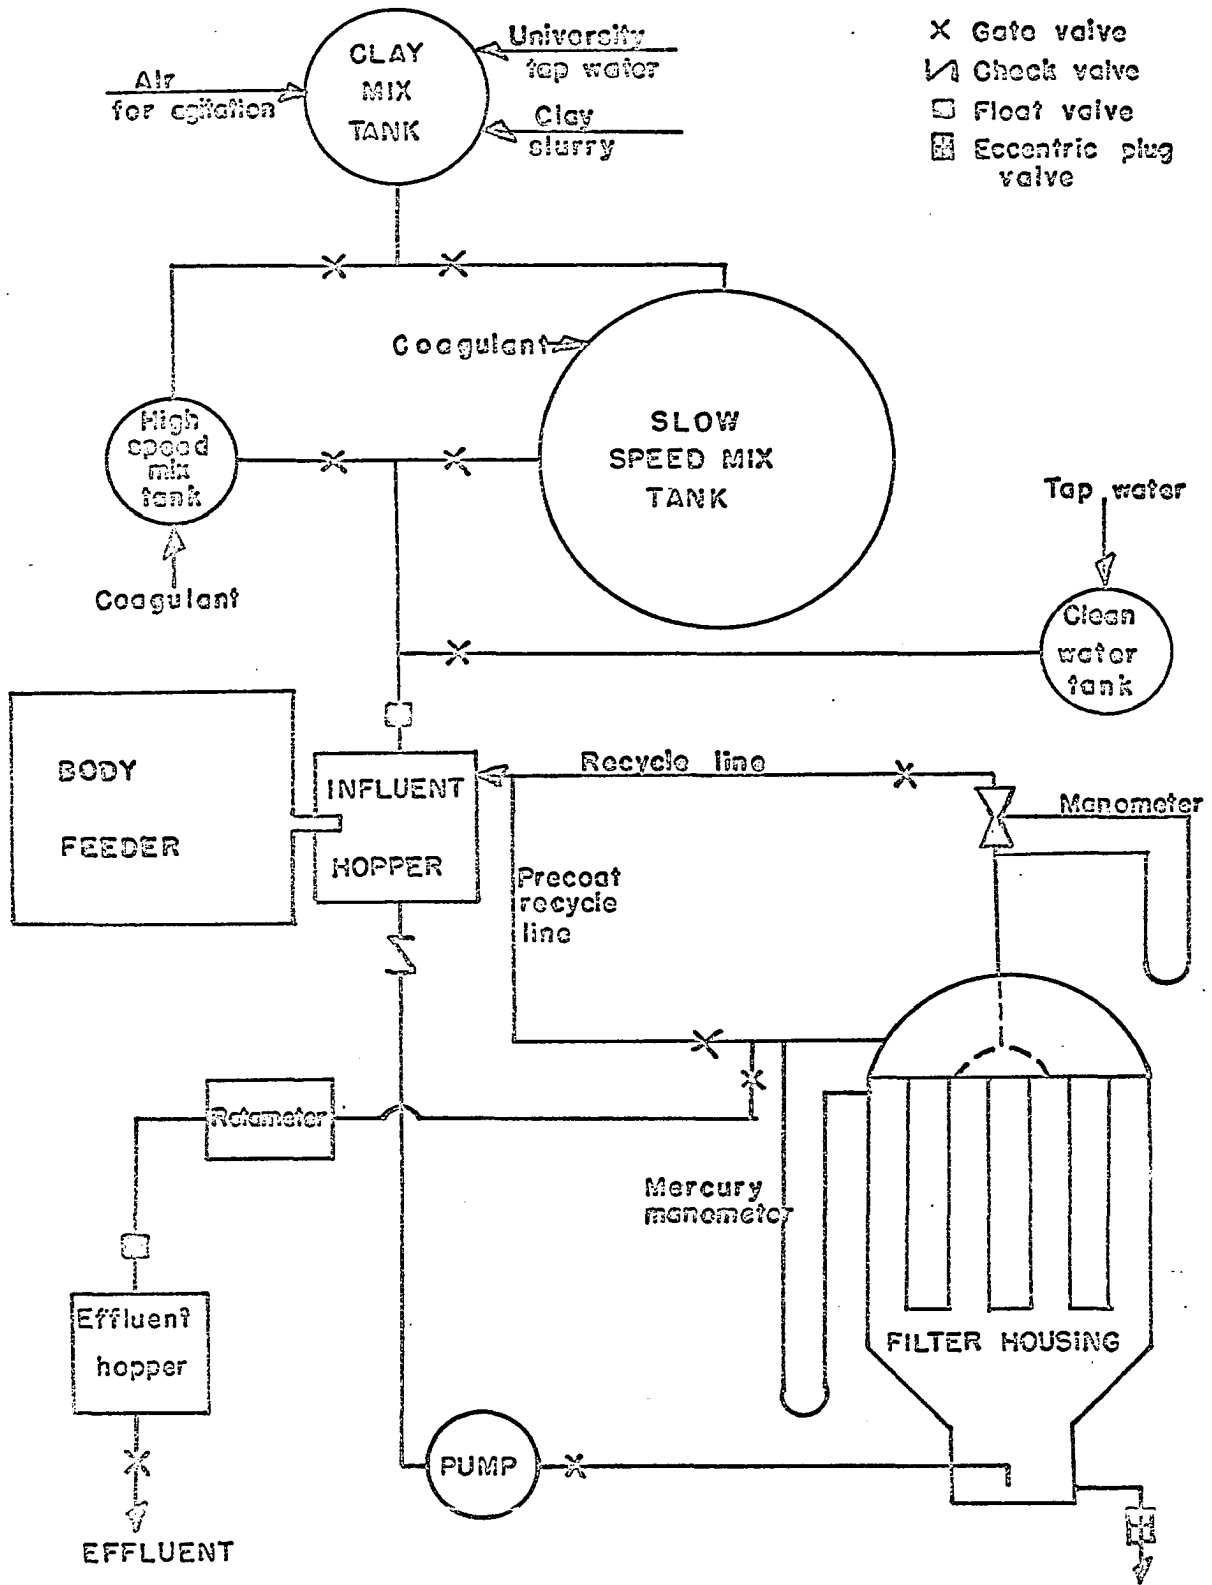 CLAY
MIX
TANK
Air
for agitation
University
tap water
Clay
slurry
Gate valve
Check valve
Float valve
Eccentric plug
valve
Coagulant
SLOW
SPEED MIX
TANK
High
speed
mix
tank
Coagulant
Tap water
Clean
water
tank
BODY
FEEDER
INFLUENT
HOPPER
Recycle line
Manometer
Precoat
recycle
line
Rotameter
Mercury
manometer
Effluent
hopper
FILTER HOUSING
PUMP
EFFLUENT